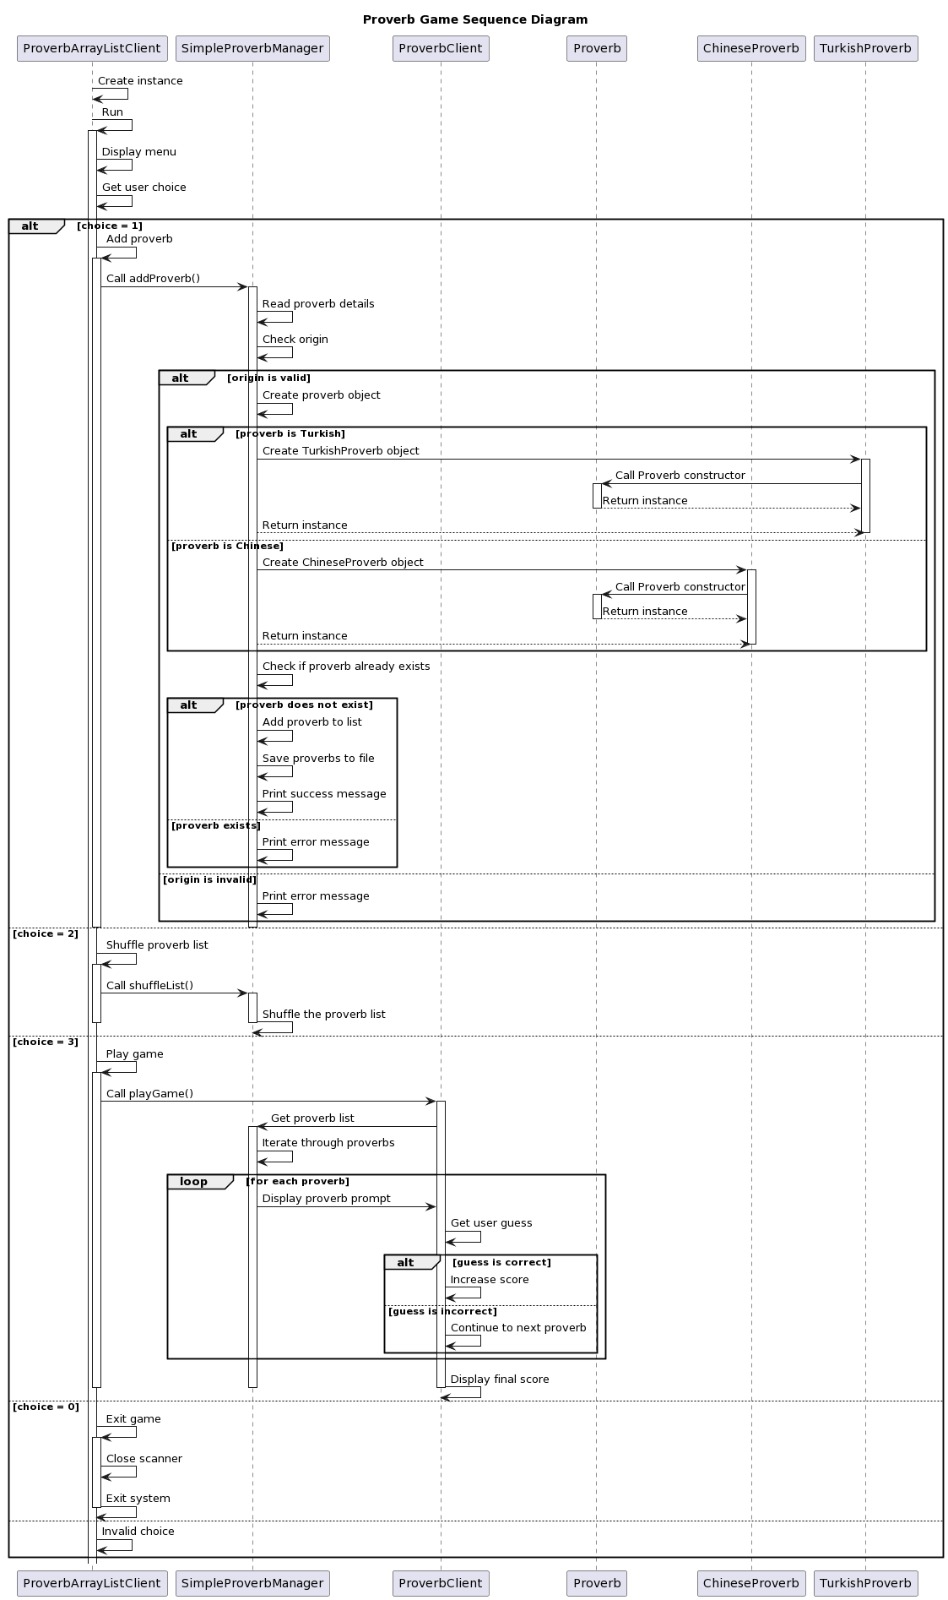 Proverb Game Sequence Diagram
ProverbArrayListClient SimpleProverbManager ProverbClient Proverb ChineseProverb TurkishProverb
Create instance
Run
Display menu
Get user choice
alt [choice = 1]
Add proverb
Call addProverb()
Read proverb details
Check origin
alt [origin is valid]
Create proverb object
alt [proverb is Turkish]
Create TurkishProverb object
Call Proverb constructor
Return instance
Return instance
[proverb is Chinese]
Create ChineseProverb object
Call Proverb constructor
Return instance
Return instance
Check if proverb already exists
alt [proverb does not exist]
Add proverb to list
Save proverbs to file
Print success message
[proverb exists]
Print error message
[origin is invalid]
Print error message
[choice = 2]
Shuffle proverb list
Call shuffleList()
Shuffle the proverb list
[choice = 3]
Play game
Call playGame()
Get proverb list
Iterate through proverbs
loop [for each proverb]
Display proverb prompt
Get user guess
alt [guess is correct]
Increase score
[guess is incorrect]
Continue to next proverb
Display final score
[choice = 0]
Exit game
Close scanner
Exit system
Invalid choice
ProverbArrayListClient SimpleProverbManager ProverbClient Proverb ChineseProverb TurkishProverb